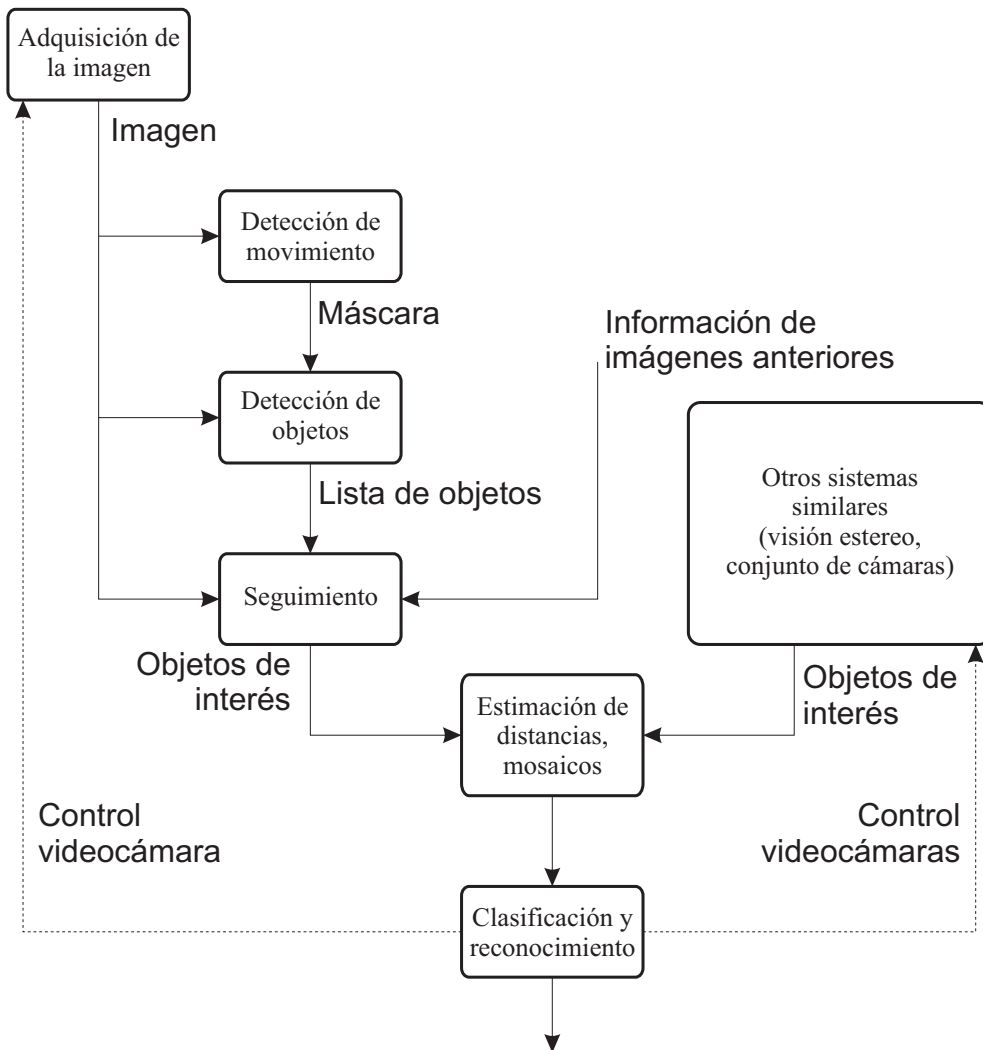 Adquisición de
la imagen
Imagen
Detección de
movimiento
Máscara
Información de
imágenes anteriores
Detección de
objetos
Lista de objetos
Otros sistemas
similares
(visión estereo,
conjunto de cámaras)
Seguimiento
Objetos de
interés
Objetos de
interés
Estimación de
distancias,
mosaicos
Control
videocámara
Control
videocámaras
Clasificación y
reconocimiento